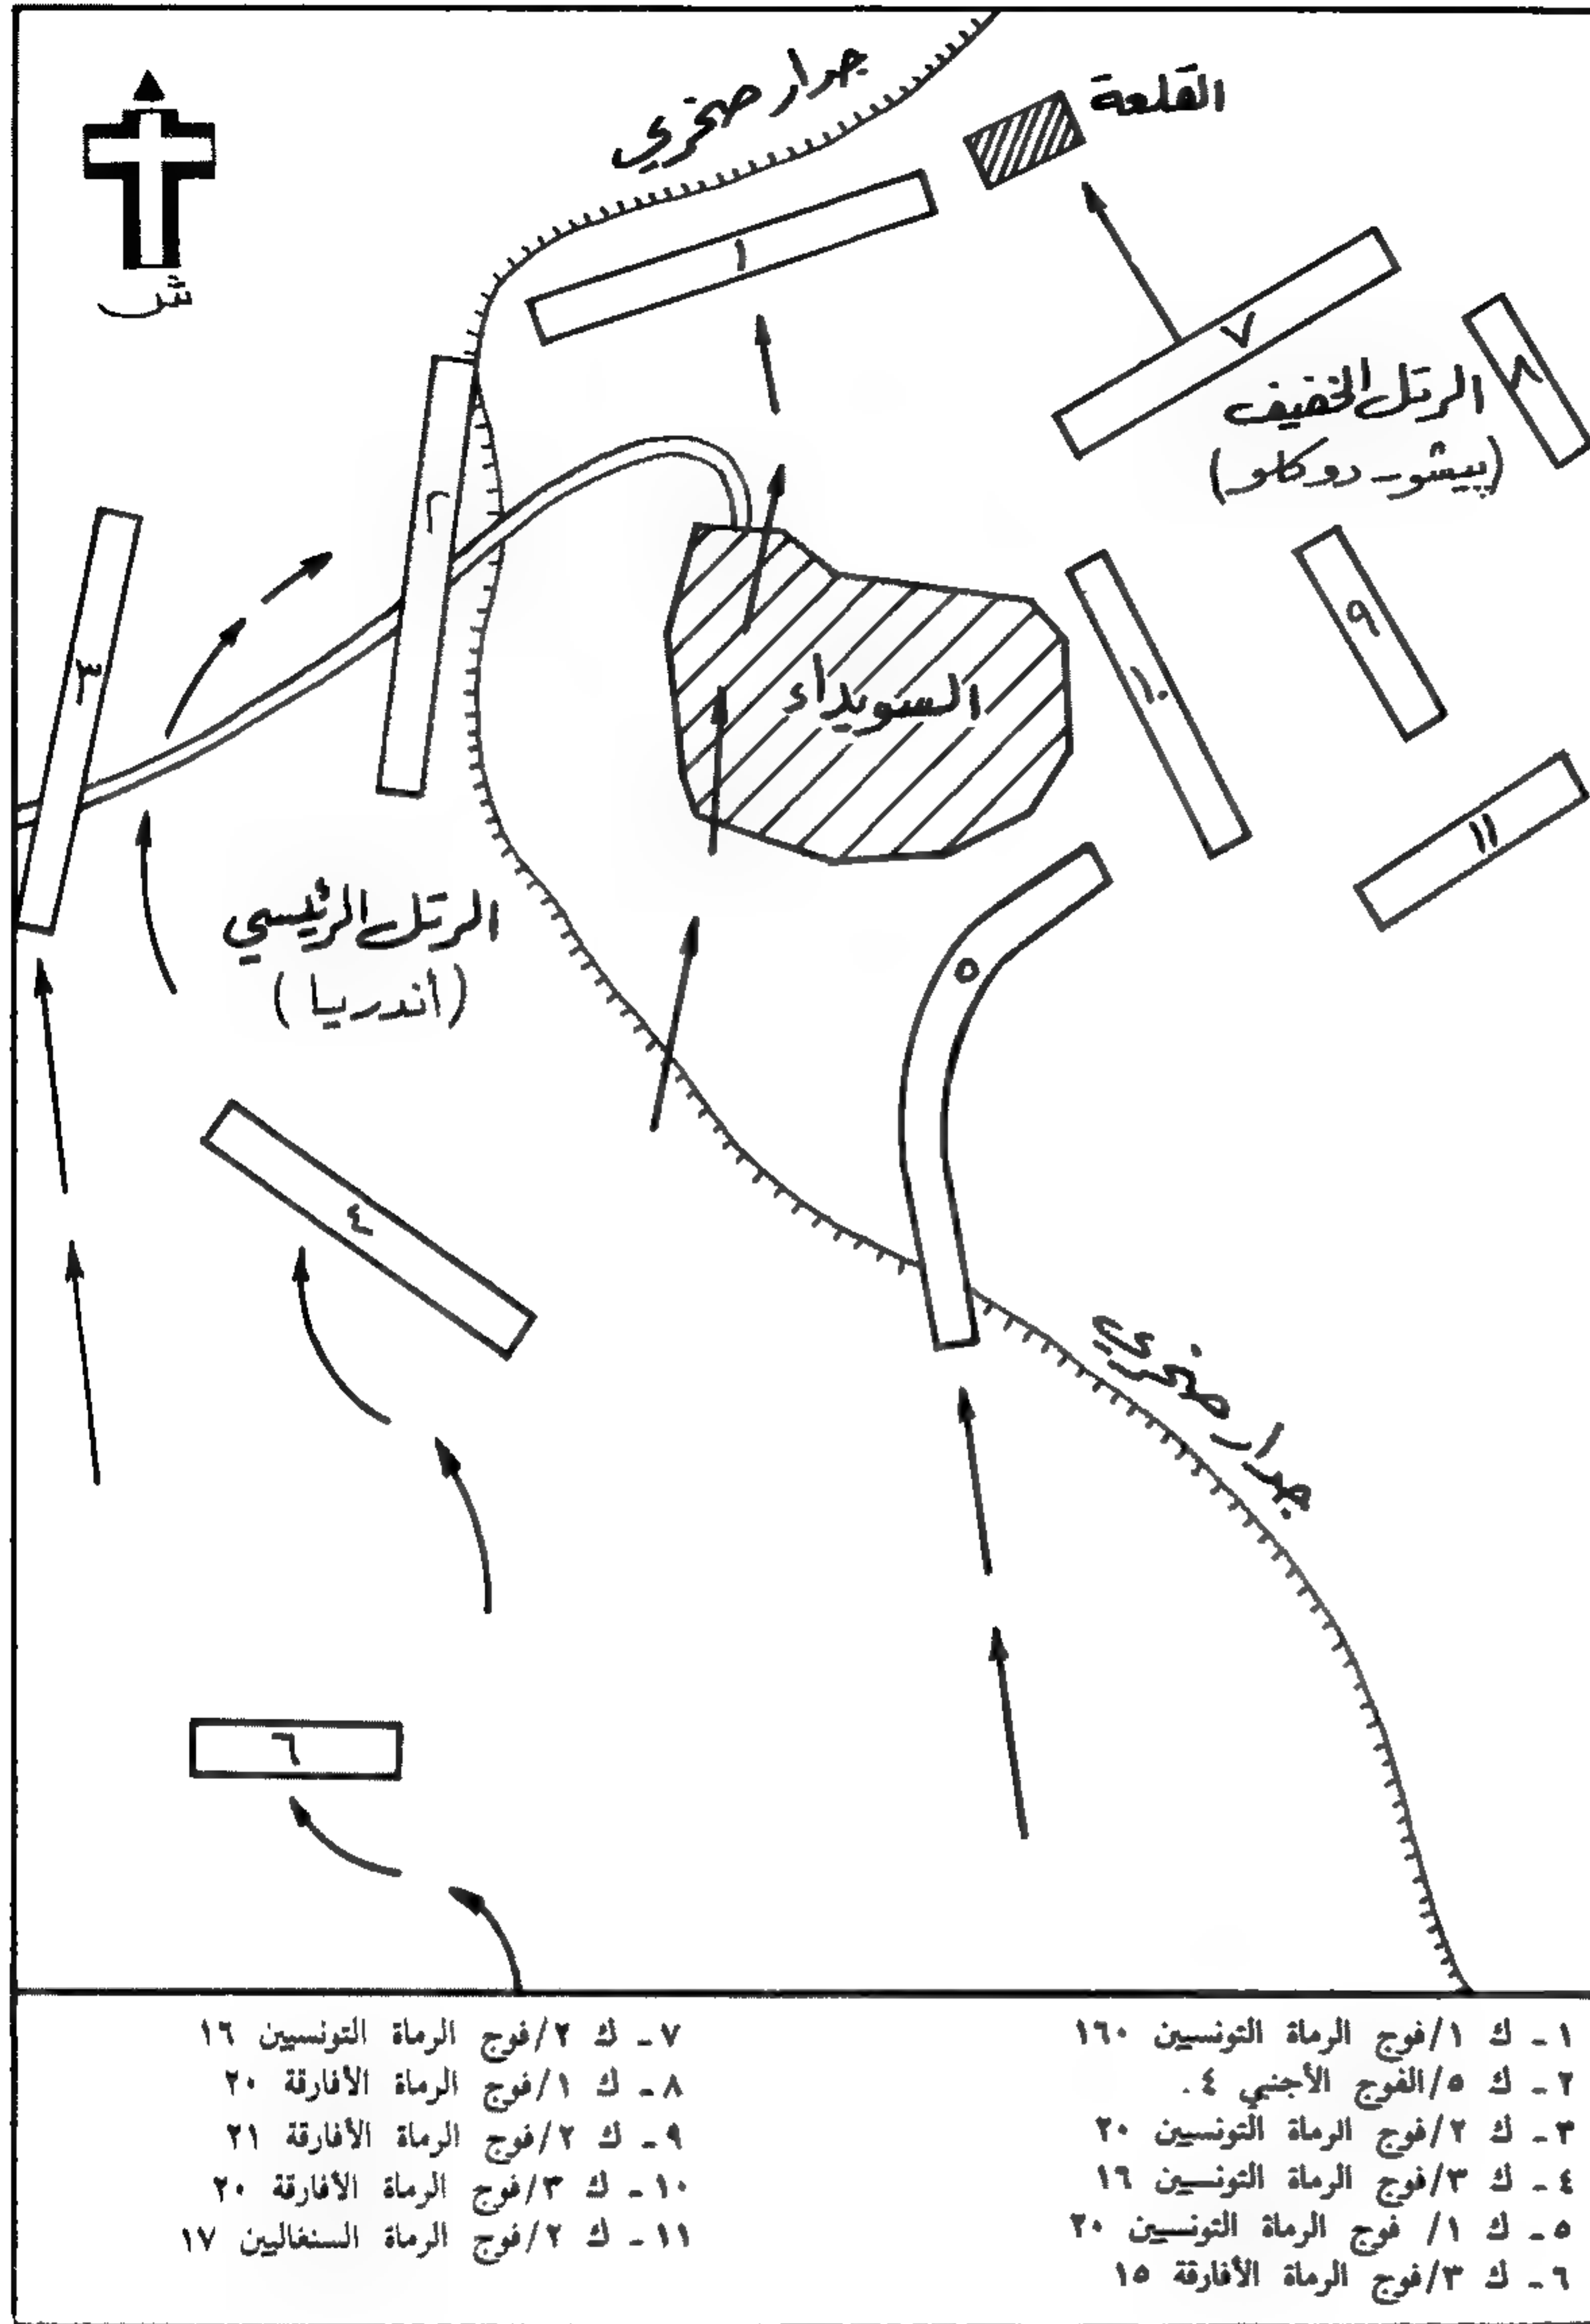 جدار صخري
القلعة
ش
١
٧
٨
الرتل الخفيف
(بيشو - دوكلو)
٢
٣
٩
١٠
السويداء
١١
الرتل الرئيسي
(أندريا)
٥
٤
جدار صخري
٦
١ - ك ١/فوج الرماة التونسيين ١٦٠
٢ - ك ٥/الفوج الأجنبي ٤.
٣ - ك ٢/فوج الرماة التونسيين ٢٠
٤ - ك ٣/فوج الرماة التونسيين ١٦
٥ - ك ١/ فوج الرماة التونسيين ٢٠
٦ - ك ٣/فوج الرماة الأفارقة ١٥
٧ - ك ٢/فوج الرماة التونسيين ١٦
٨ - ك ١/فوج الرماة الأفارقة ٢٠
٩ - ك ٢/فوج الرماة الأفارقة ٢١
١٠ - ك ٣/فوج الرماة الأفارقة ٢٠
١١ - ك ٢/فوج الرماة السنغاليين ١٧